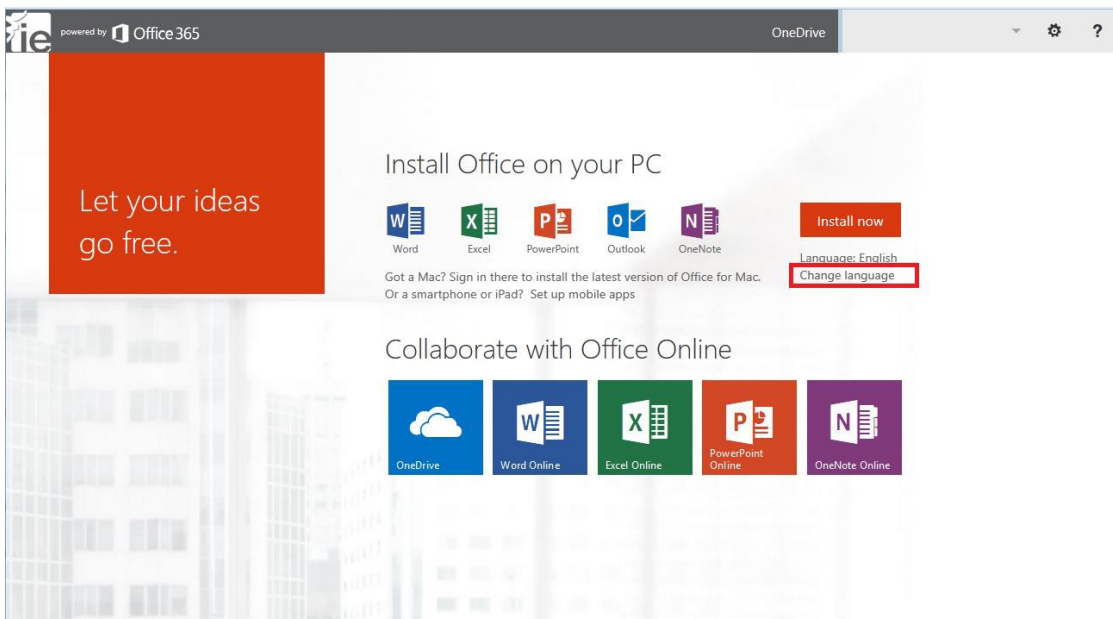 ie powered by Office 365
OneDrive
?
Let your ideas
go free.
Install Office on your PC
Word
Excel
PowerPoint
Outlook
OneNote
Install now
Language: English
Change language
Got a Mac? Sign in there to install the latest version of Office for Mac.
Or a smartphone or iPad? Set up mobile apps
Collaborate with Office Online
OneDrive
Word Online
Excel Online
PowerPoint
Online
OneNote Online